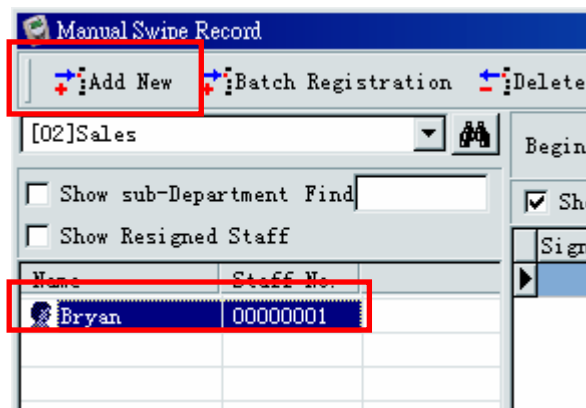 Manual Swipe Record
Add New Batch Registration Delete
[02]Sales
Begin
Show sub-Department Find
Sho
Show Resigned Staff
Sign
Name Staff No.
Bryan 00000001